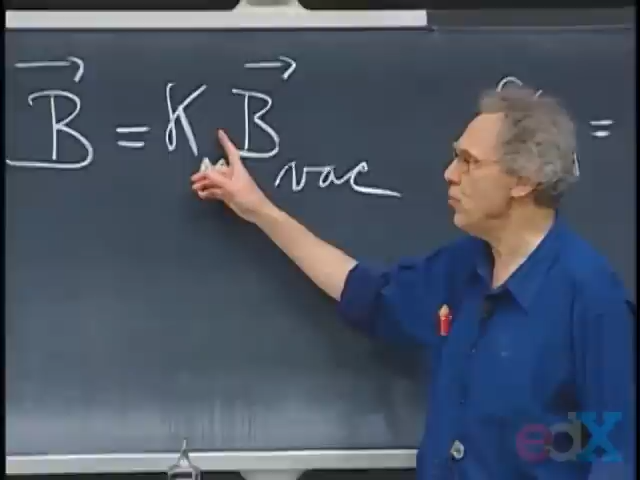 B⃗ = K B⃗ vac
=
edX